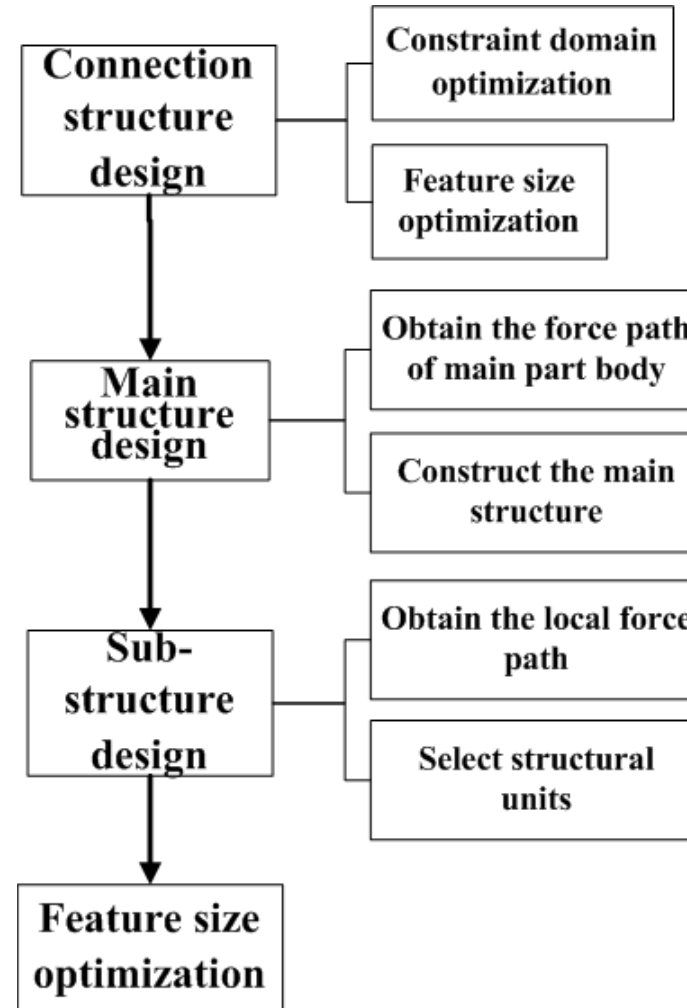 Connection
structure
design
Constraint domain
optimization
Feature size
optimization
Main
structure
design
Obtain the force path
of main part body
Construct the main
structure
Sub-
structure
design
Obtain the local force
path
Select structural
units
Feature size
optimization